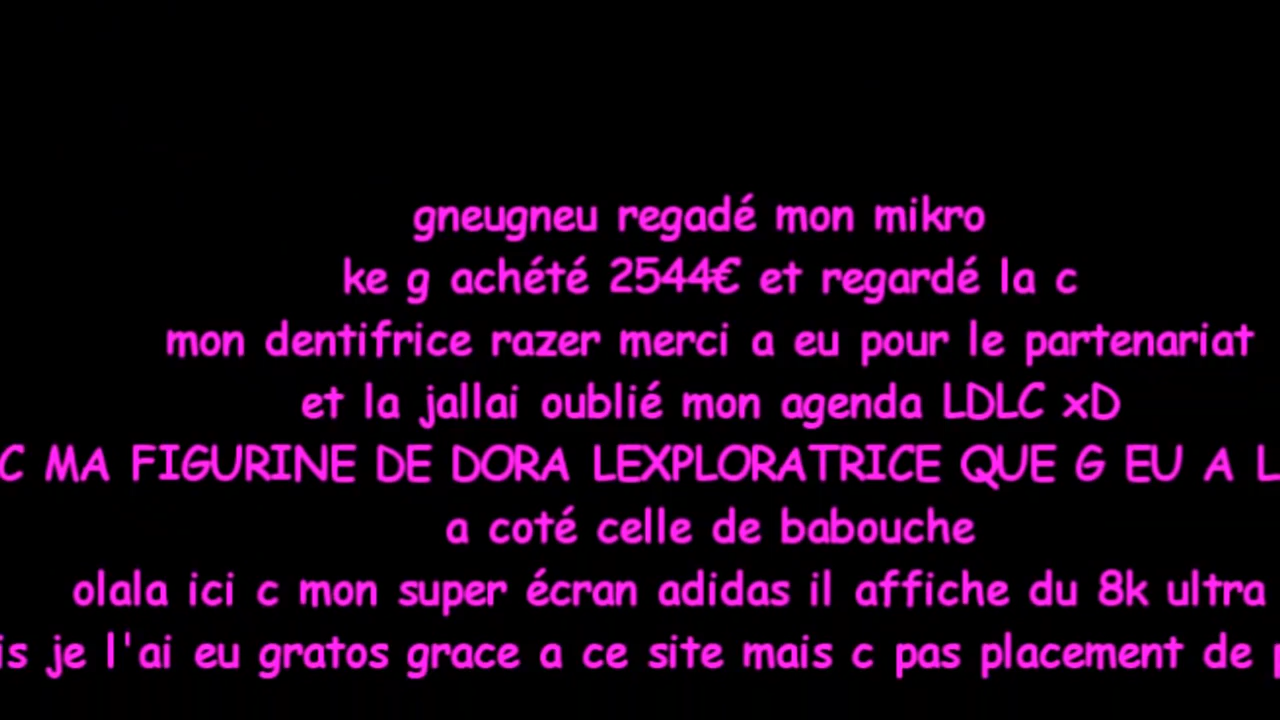 gneugneu regadé mon mikro
ke g achété 2544€ et regardé la c
mon dentifrice razer merci a eu pour le partenariat
et la jallai oublié mon agenda LDLC xD
C MA FIGURINE DE DORA LEXPLORATRICE QUE G EU A L
a coté celle de babouche
olala ici c mon super écran adidas il affiche du 8k ultra
is je l'ai eu gratos grace a ce site mais c pas placement de